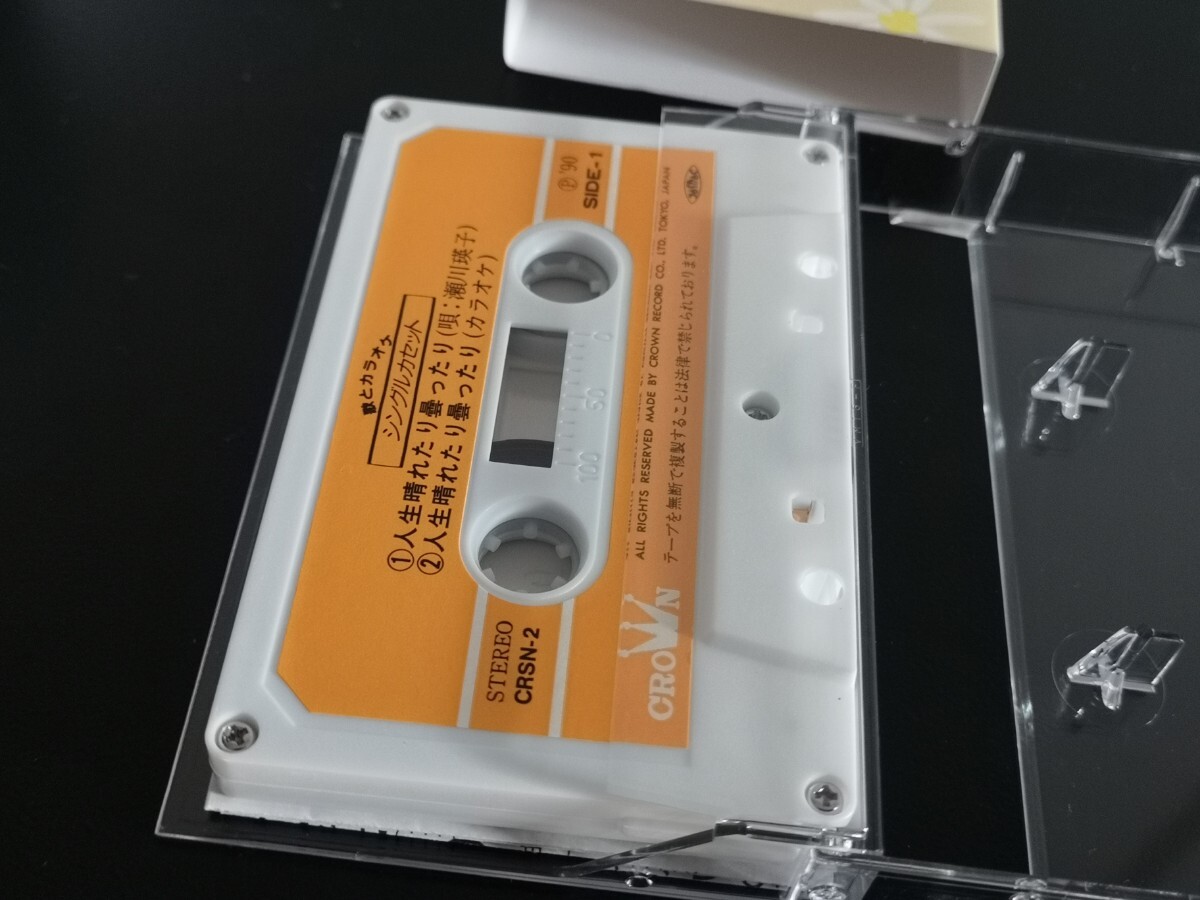 歌とカラオケ
シングルカセット
①人生晴れたり曇ったり(唄:瀬川瑛子)
②人生晴れたり曇ったり(カラオケ)
STEREO
CRSN-2
Ⓟ '90
SIDE-1
100 50 0
ALL RIGHTS RESERVED MADE BY CROWN RECORD CO., LTD. TOKYO, JAPAN
テープを無断で複製することは法律で禁じられております。
CROWN